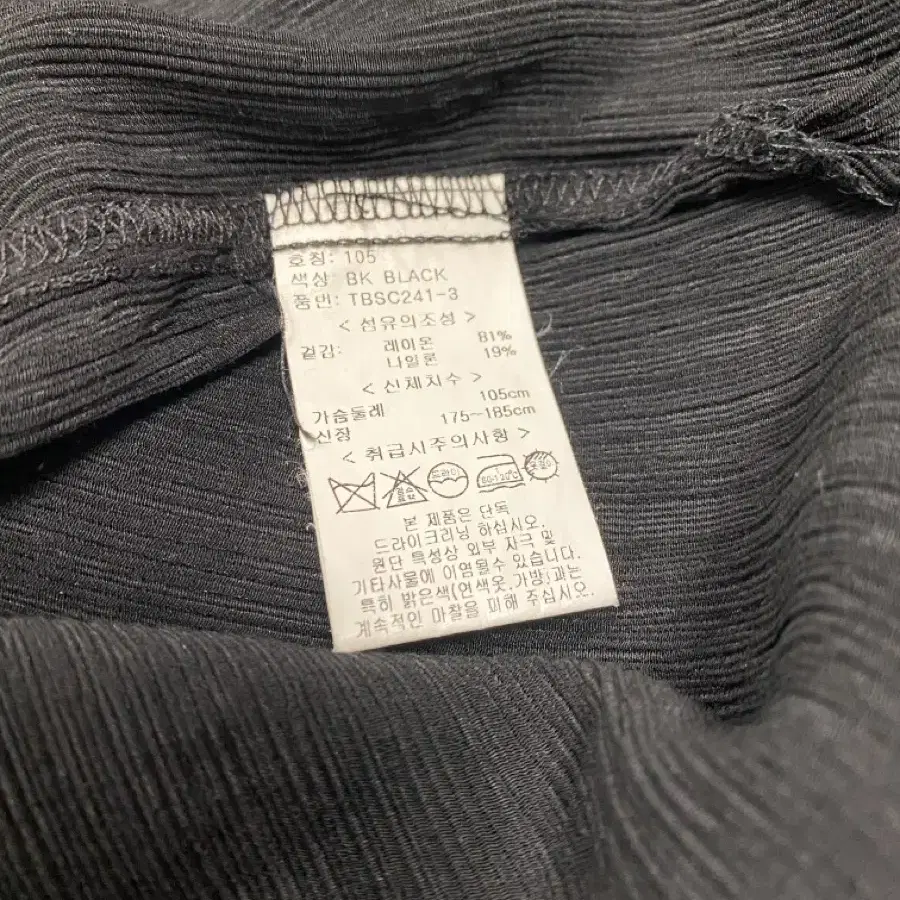 호칭: 105
색상: BK BLACK
품번: TBSC241-3
< 섬유의조성 >
겉감: 레이온 81%
나일론 19%
< 신체치수 >
가슴둘레 105cm
신장 175~185cm
< 취급시주의사항 >
드라이 60-120℃
본 제품은 단독
드라이크리닝 하십시오.
원단 특성상 외부 자극 및
기타사물에 이염될수 있습니다.
특히 밝은색(연색옷,가방)과는
계속적인 마찰을 피해 주십시오.